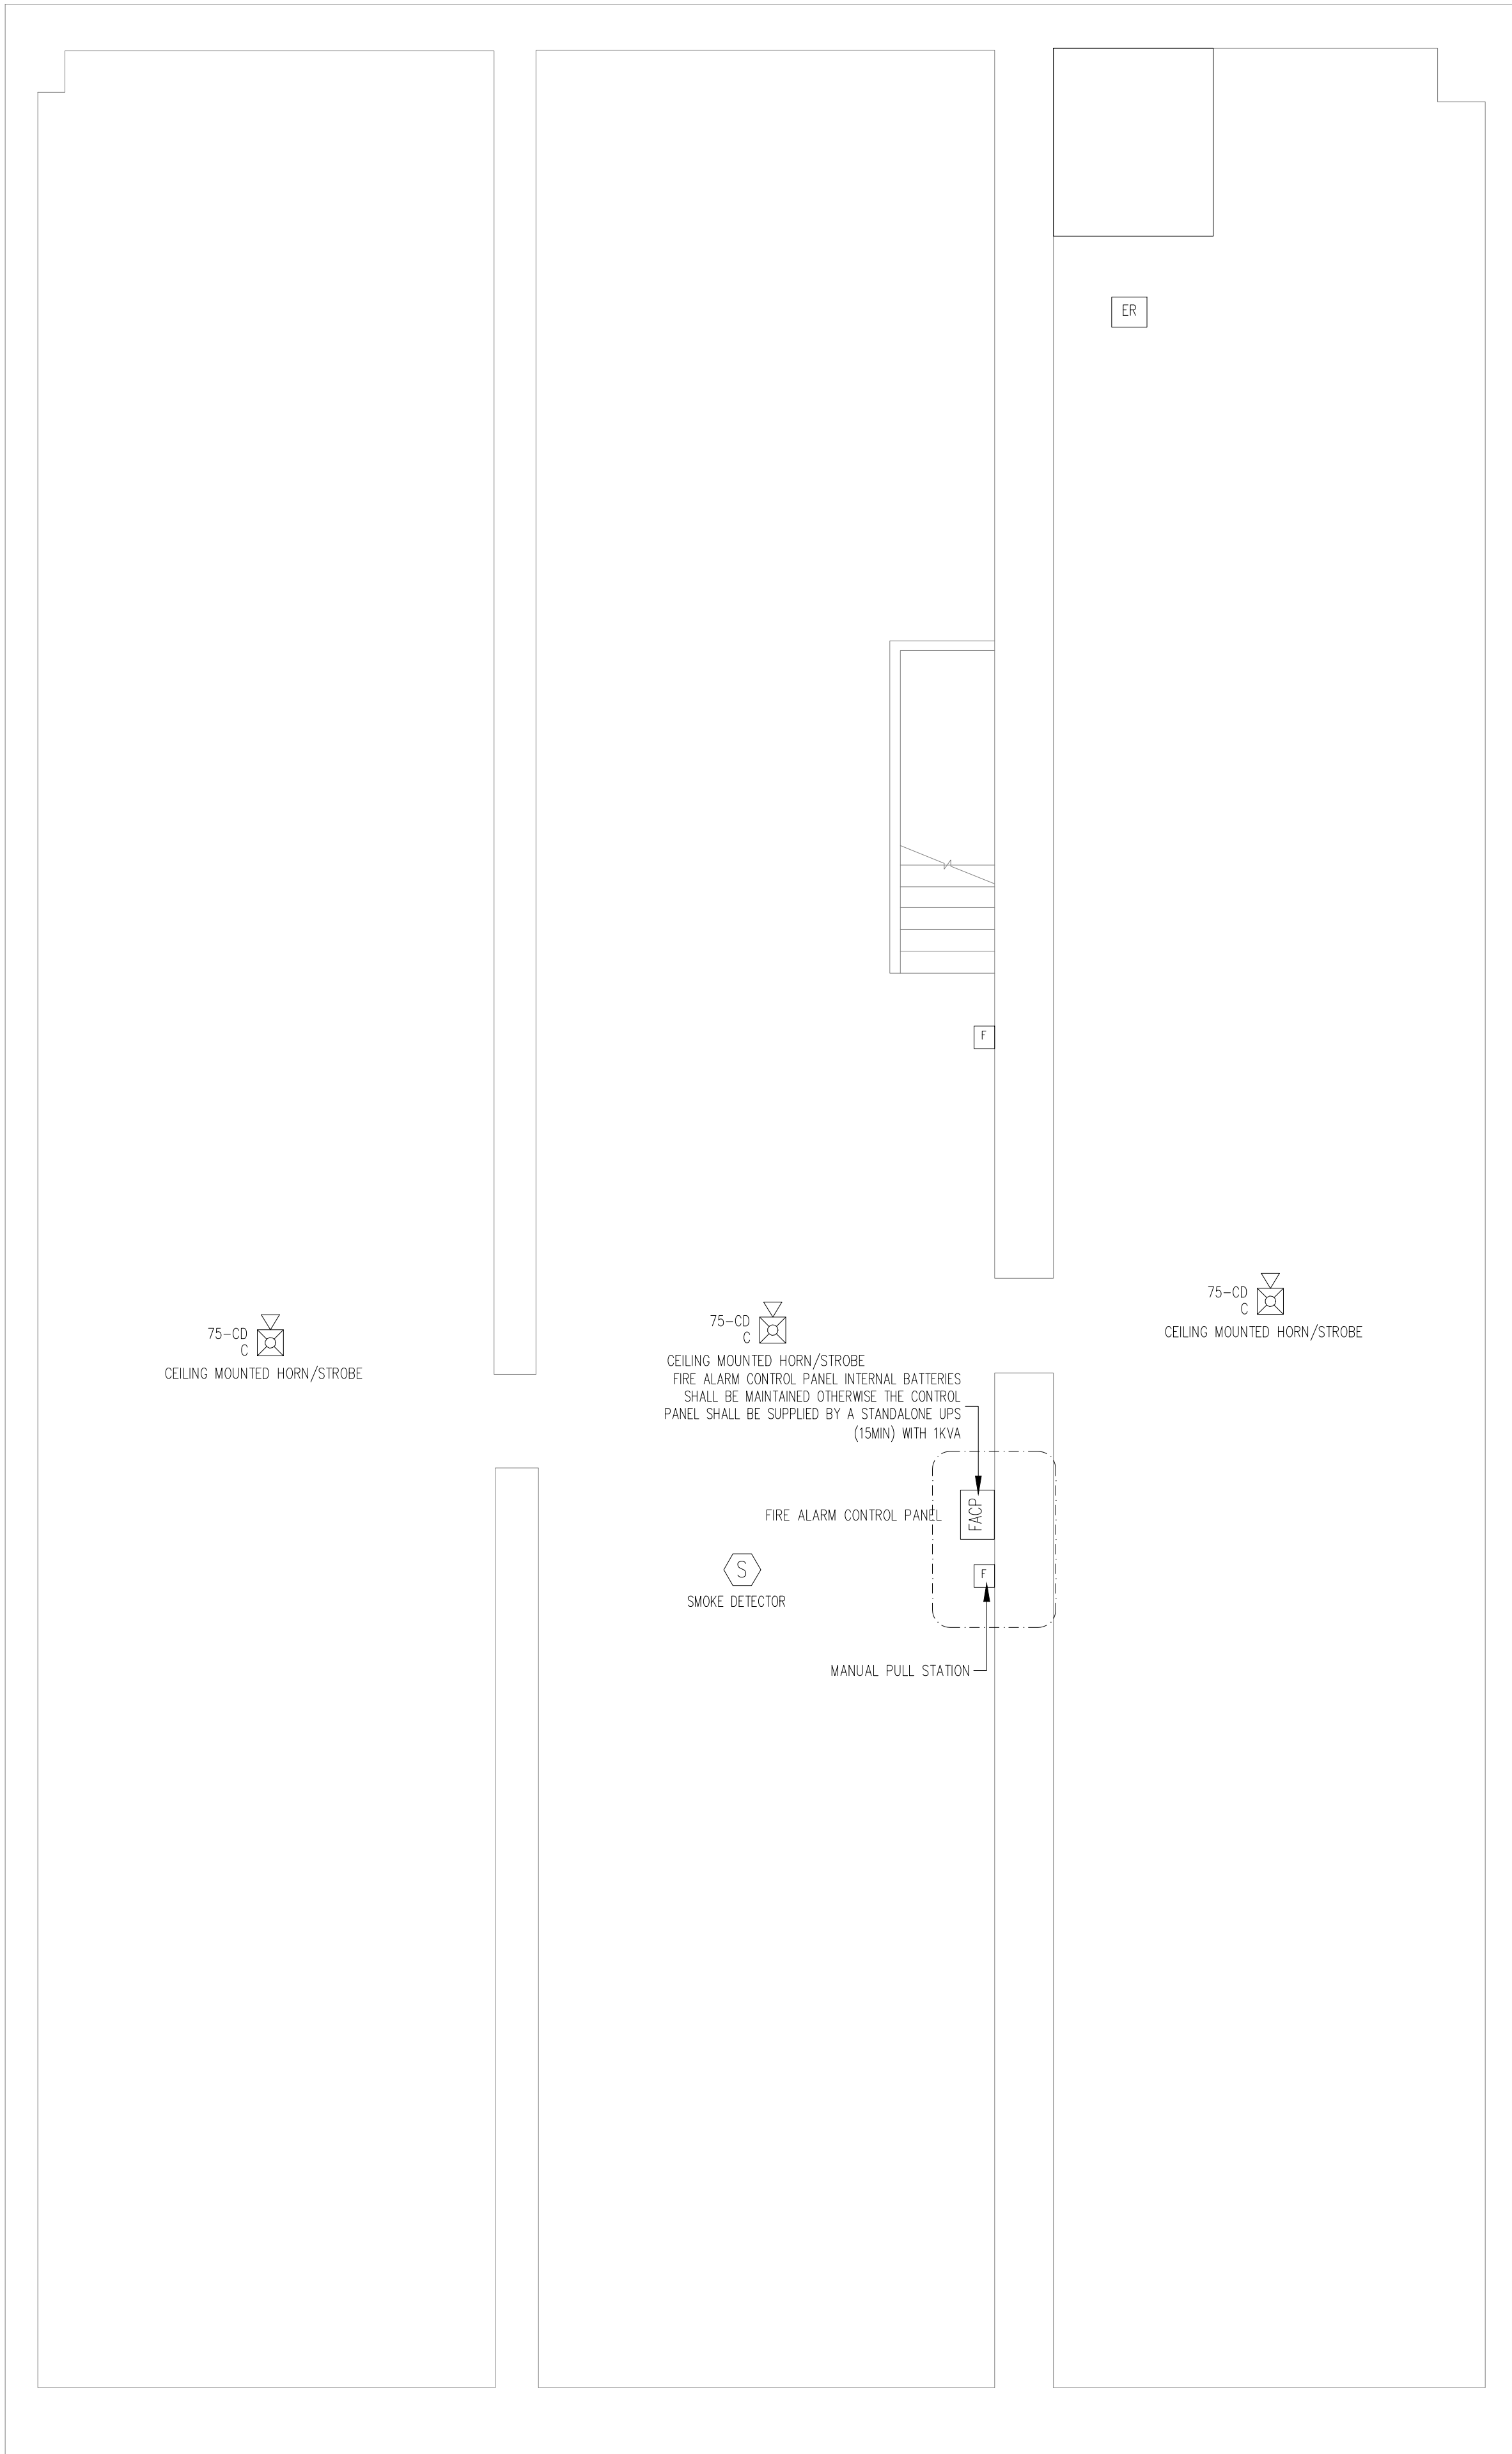 ER
F
75-CD
C
CEILING MOUNTED HORN/STROBE
75-CD
C
CEILING MOUNTED HORN/STROBE
75-CD
C
CEILING MOUNTED HORN/STROBE
FIRE ALARM CONTROL PANEL INTERNAL BATTERIES
SHALL BE MAINTAINED OTHERWISE THE CONTROL
PANEL SHALL BE SUPPLIED BY A STANDALONE UPS
(15MIN) WITH 1KVA
FIRE ALARM CONTROL PANEL
FACP
S
SMOKE DETECTOR
F
MANUAL PULL STATION